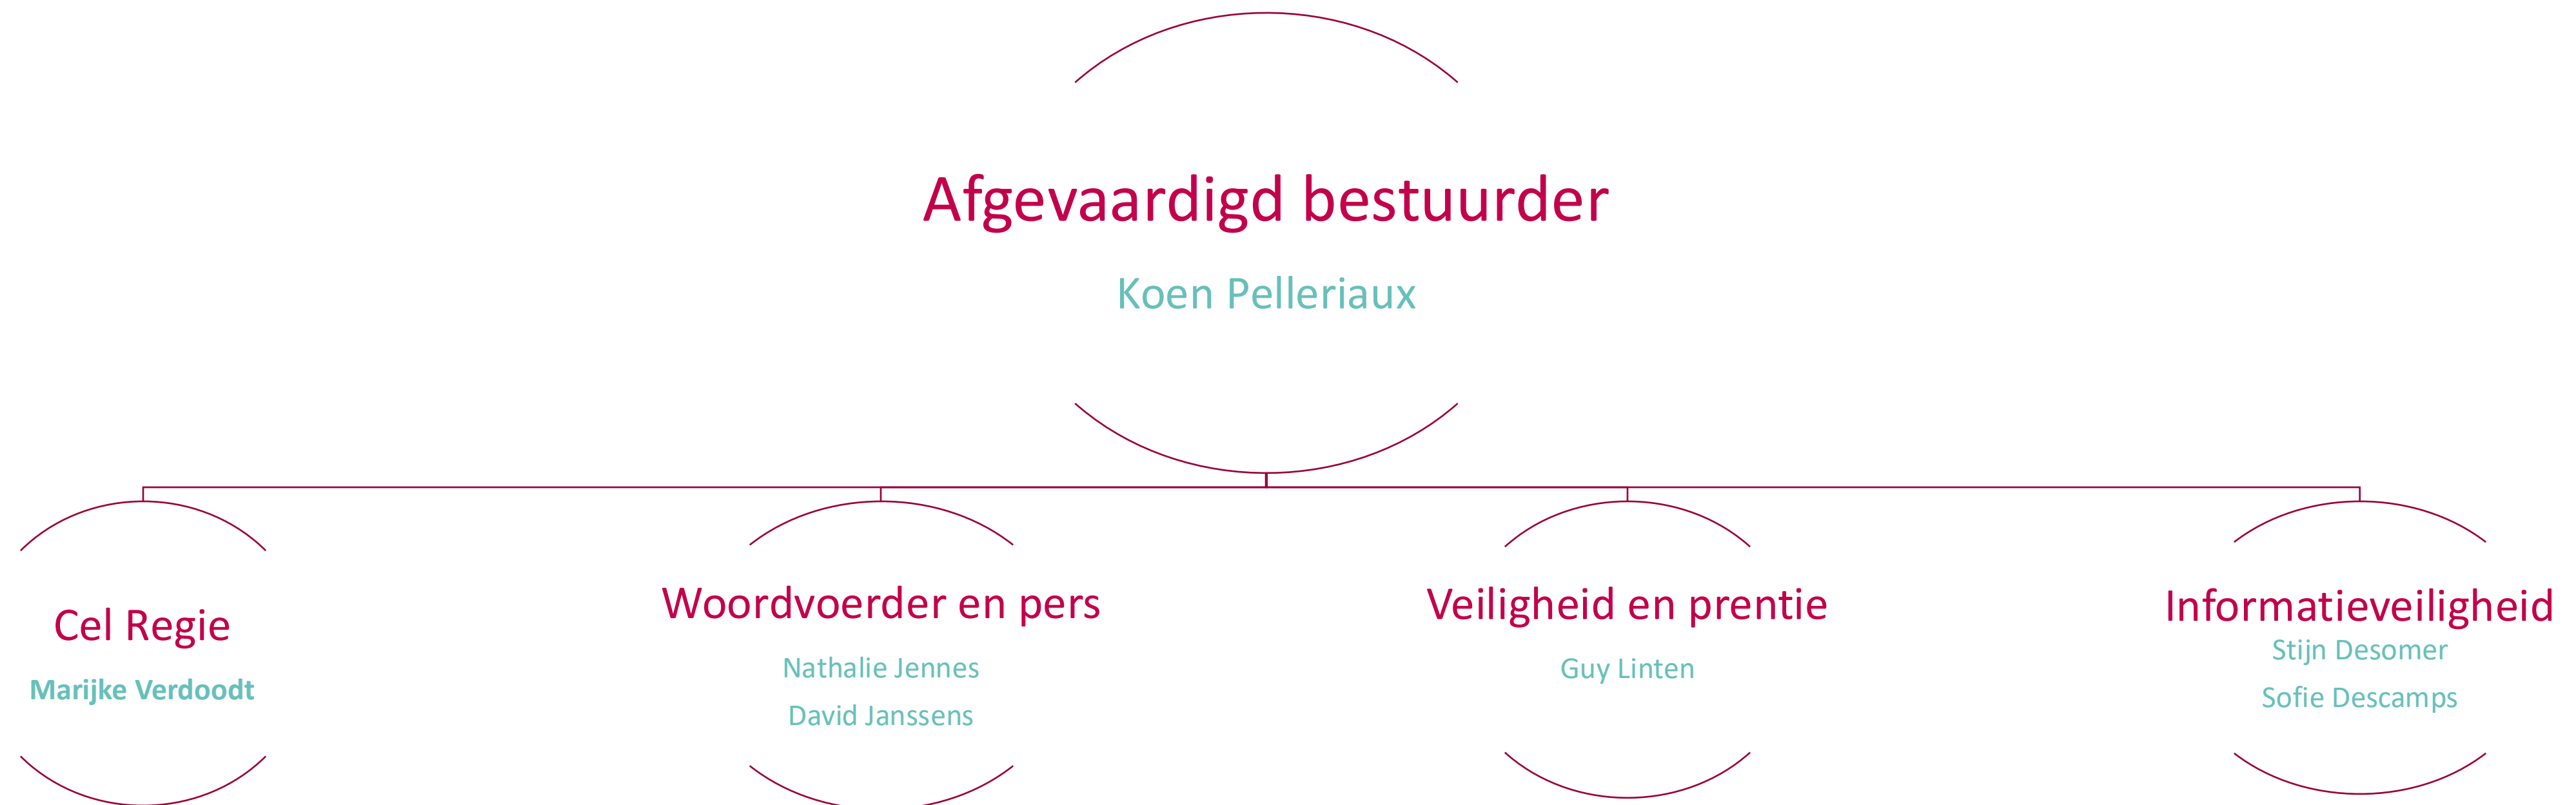 Afgevaardigd bestuurder
Koen Pelleriaux
Cel Regie
Marijke Verdoodt
Woordvoerder en pers
Nathalie Jennes
David Janssens
Veiligheid en prentie
Guy Linten
Informatieveiligheid
Stijn Desomer
Sofie Descamps